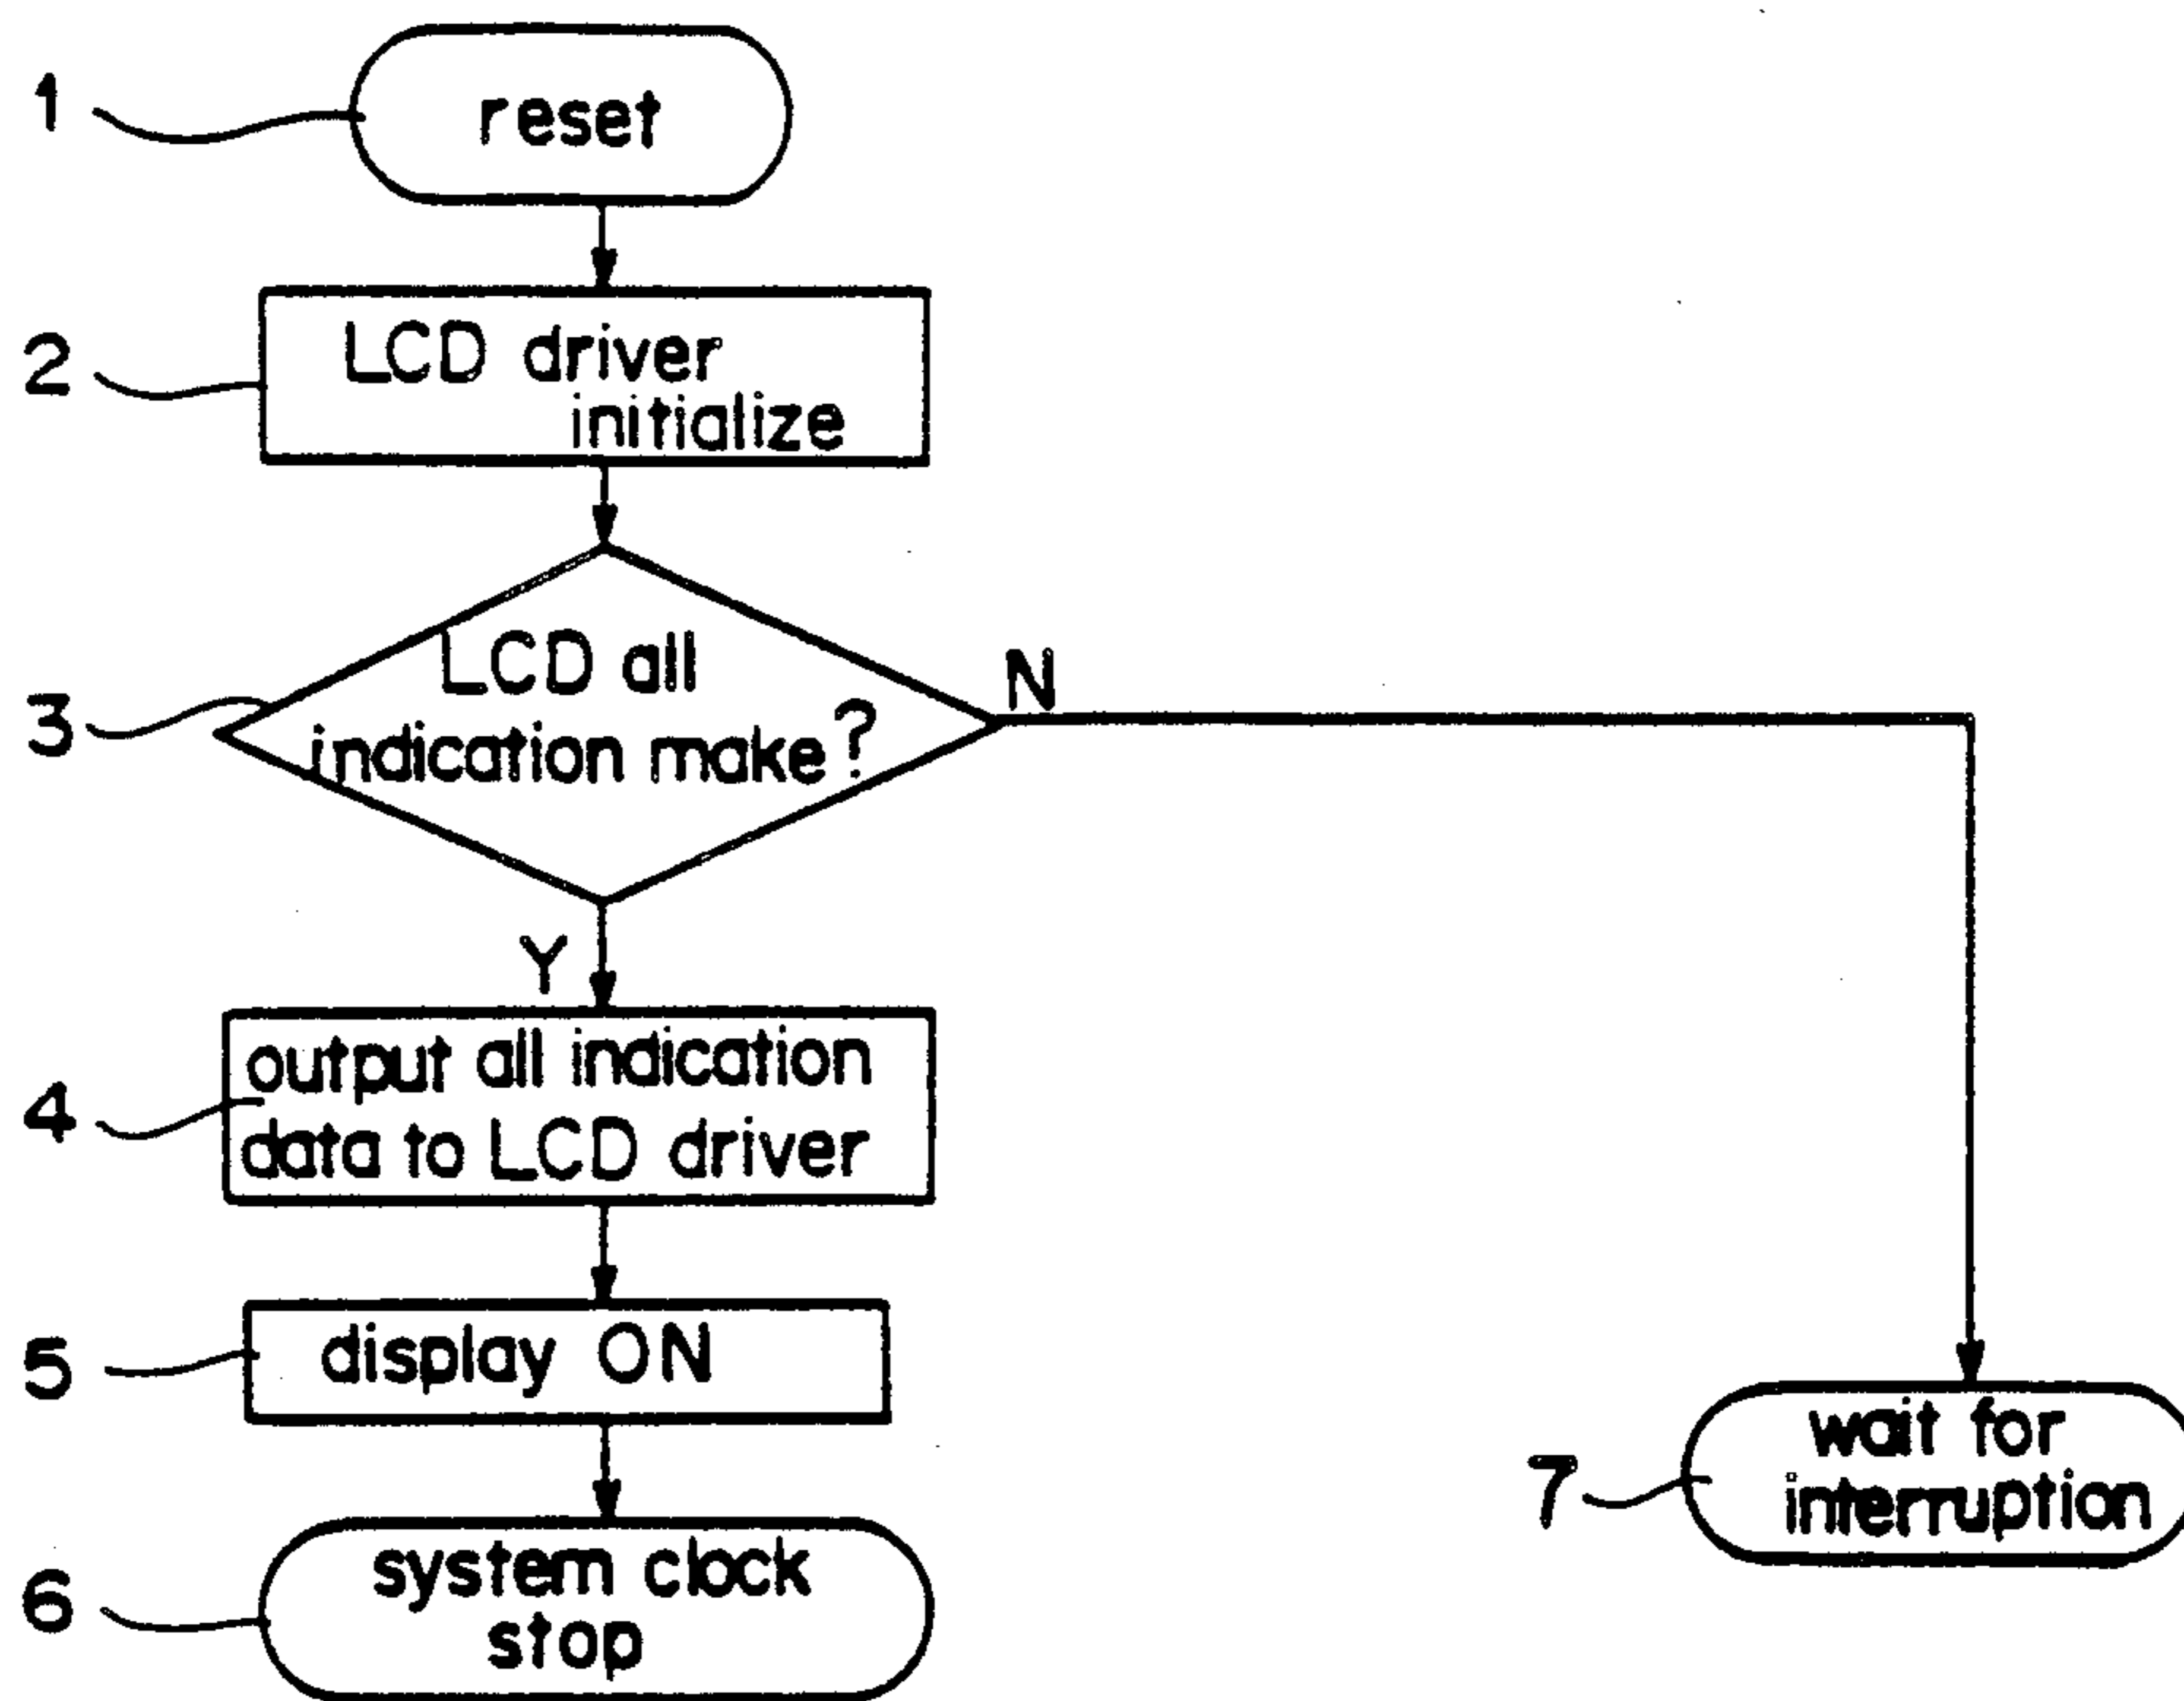 1
reset
2
LCD driver
initialize
3
LCD all
indication make?
N
Y
4
output all indication
data to LCD driver
5
display ON
6
system clock
stop
7
wait for
interruption